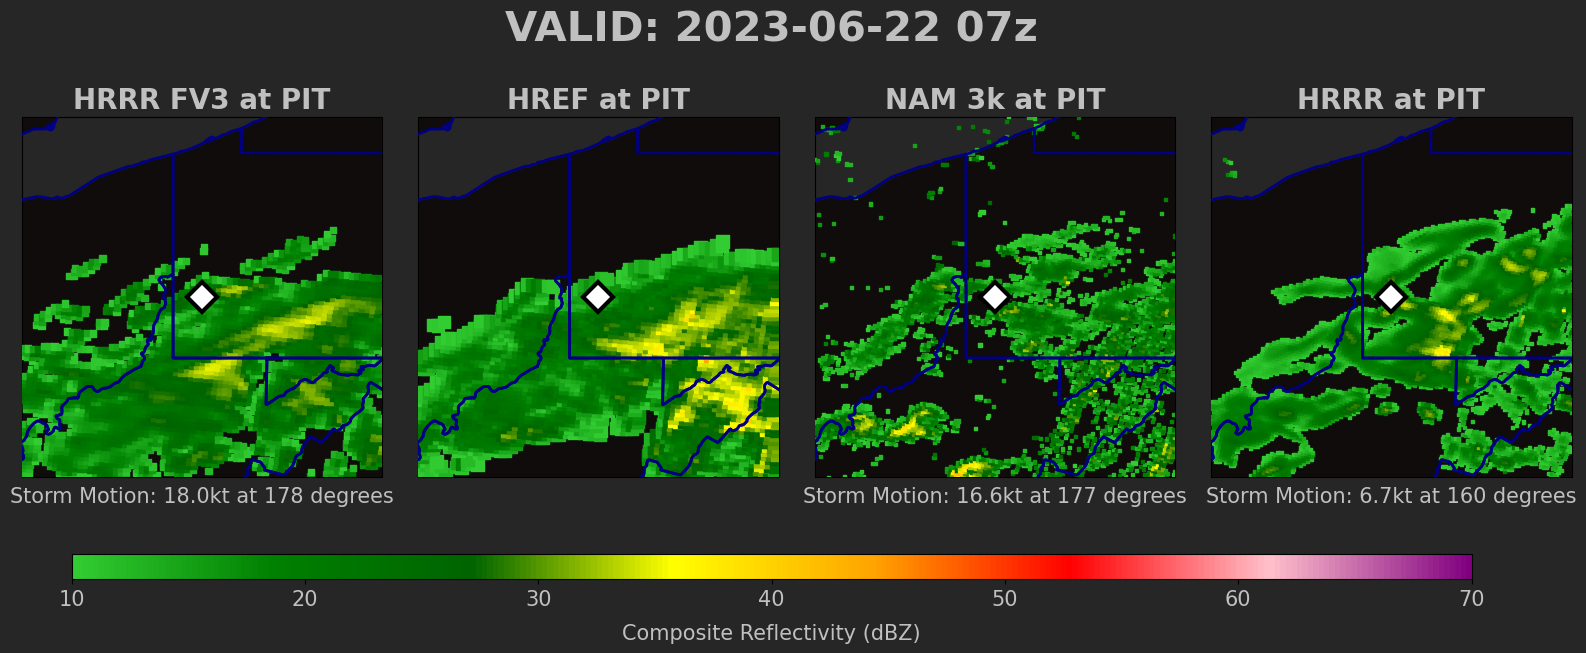 VALID: 2023-06-22 07z
HRRR FV3 at PIT
HREF at PIT
NAM 3k at PIT
HRRR at PIT
Storm Motion: 18.0kt at 178 degrees
Storm Motion: 16.6kt at 177 degrees
Storm Motion: 6.7kt at 160 degrees
10 20 30 40 50 60 70
Composite Reflectivity (dBZ)